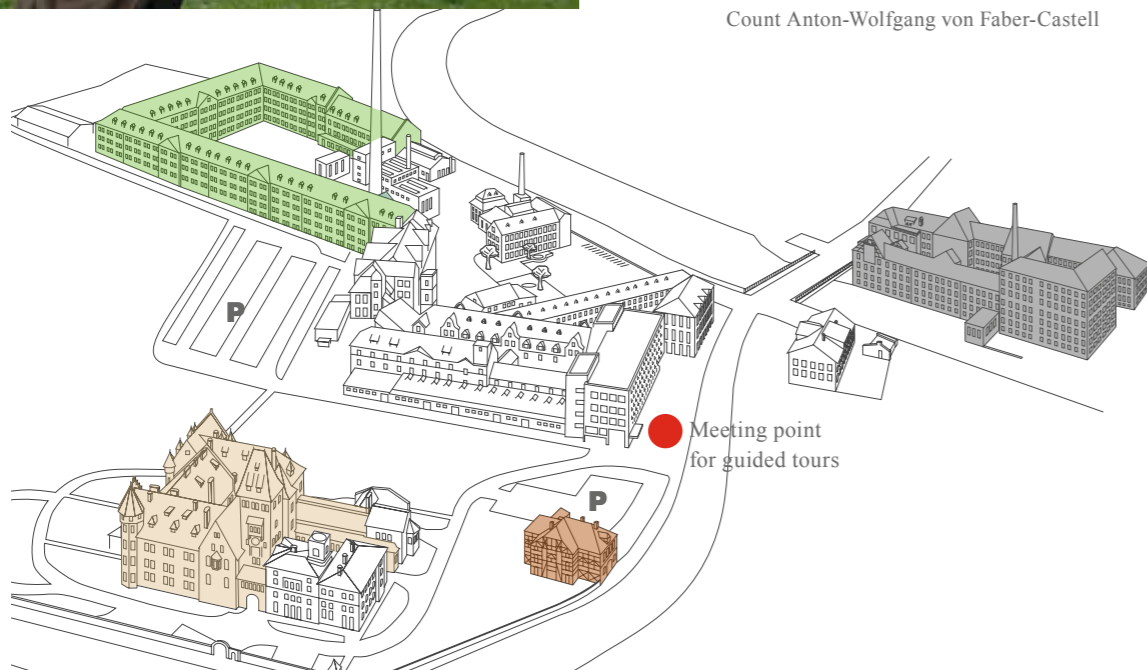 Count Anton-Wolfgang von Faber-Castell
P
Meeting point
for guided tours
P